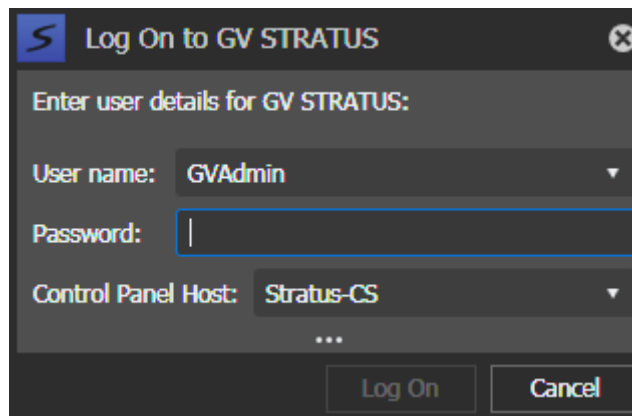 Log On to GV STRATUS
Enter user details for GV STRATUS:
User name: GVAdmin
Password:
Control Panel Host: Stratus-CS
...
Log On Cancel